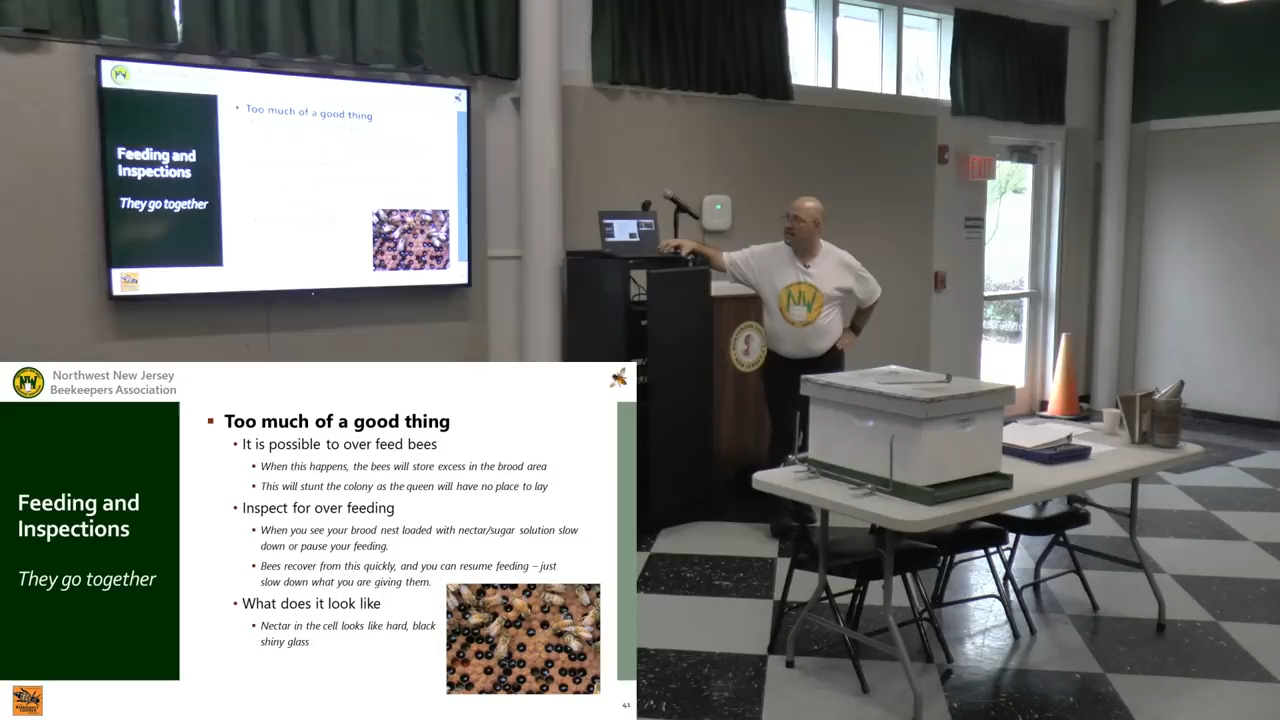 Too much of a good thing
Feeding and
Inspections
They go together
NW
EXIT
NW
Northwest New Jersey
Beekeepers Association
Too much of a good thing
It is possible to over feed bees
When this happens, the bees will store excess in the brood area
This will stunt the colony as the queen will have no place to lay
Inspect for over feeding
When you see your brood nest loaded with nectar/sugar solution slow
down or pause your feeding.
Bees recover from this quickly, and you can resume feeding – just
slow down what you are giving them.
What does it look like
Nectar in the cell looks like hard, black
shiny glass
Feeding and
Inspections
They go together
41